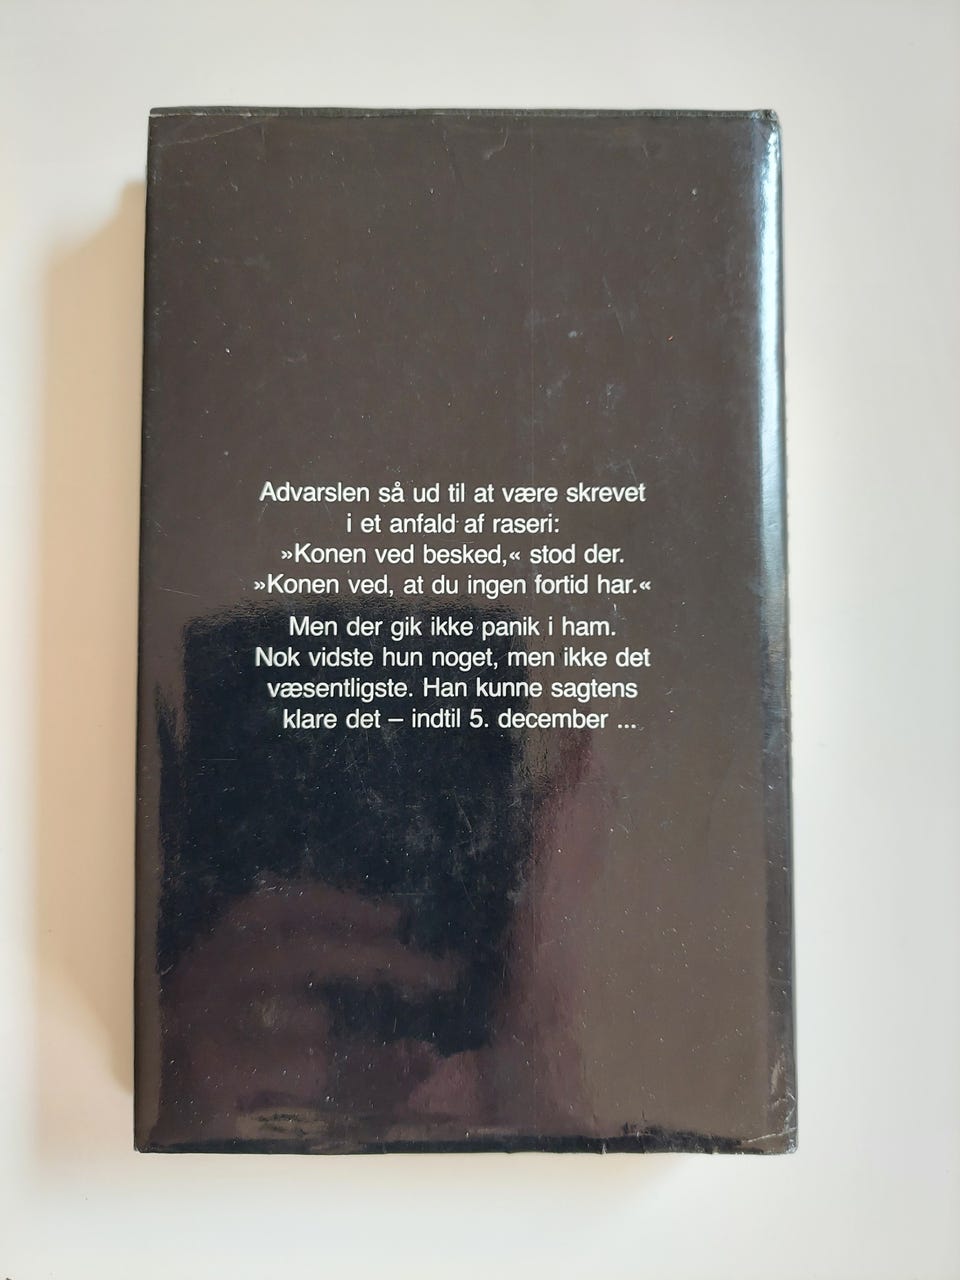 Advarslen så ud til at være skrevet
i et anfald af raseri:
»Konen ved besked,« stod der.
»Konen ved, at du ingen fortid har.«
Men der gik ikke panik i ham.
Nok vidste hun noget, men ikke det
væsentligste. Han kunne sagtens
klare det – indtil 5. december ...